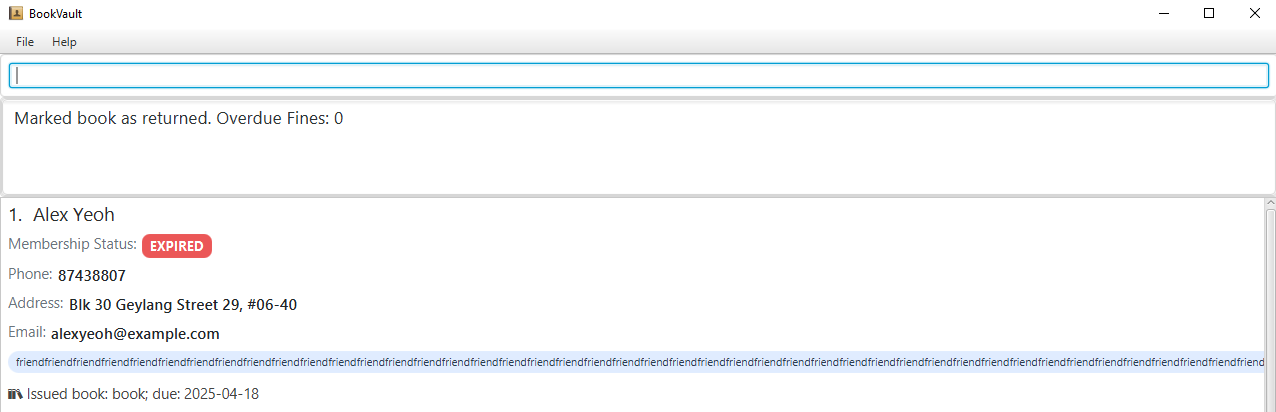 BookVault
File Help
Marked book as returned. Overdue Fines: 0
1. Alex Yeoh
Membership Status: EXPIRED
Phone: 87438807
Address: Blk 30 Geylang Street 29, #06-40
Email: alexyeoh@example.com
friendfriendfriendfriendfriendfriendfriendfriendfriendfriendfriendfriendfriendfriendfriendfriendfriendfriendfriendfriendfriendfriendfriendfriendfriendfriendfriendfriendfriendfriendfriendfriendfriendfriendfriendfriendfriendfriendfriendfriendfriendfriendfriendfriend
Issued book: book; due: 2025-04-18